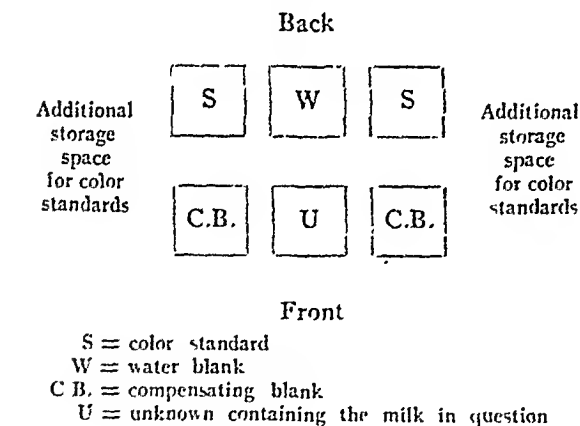 Back
S W S
Additional
storage
space
for color
standards
Additional
storage
space
for color
standards
C.B. U C.B.
Front
S = color standard
W = water blank
C B. = compensating blank
U = unknown containing the milk in question